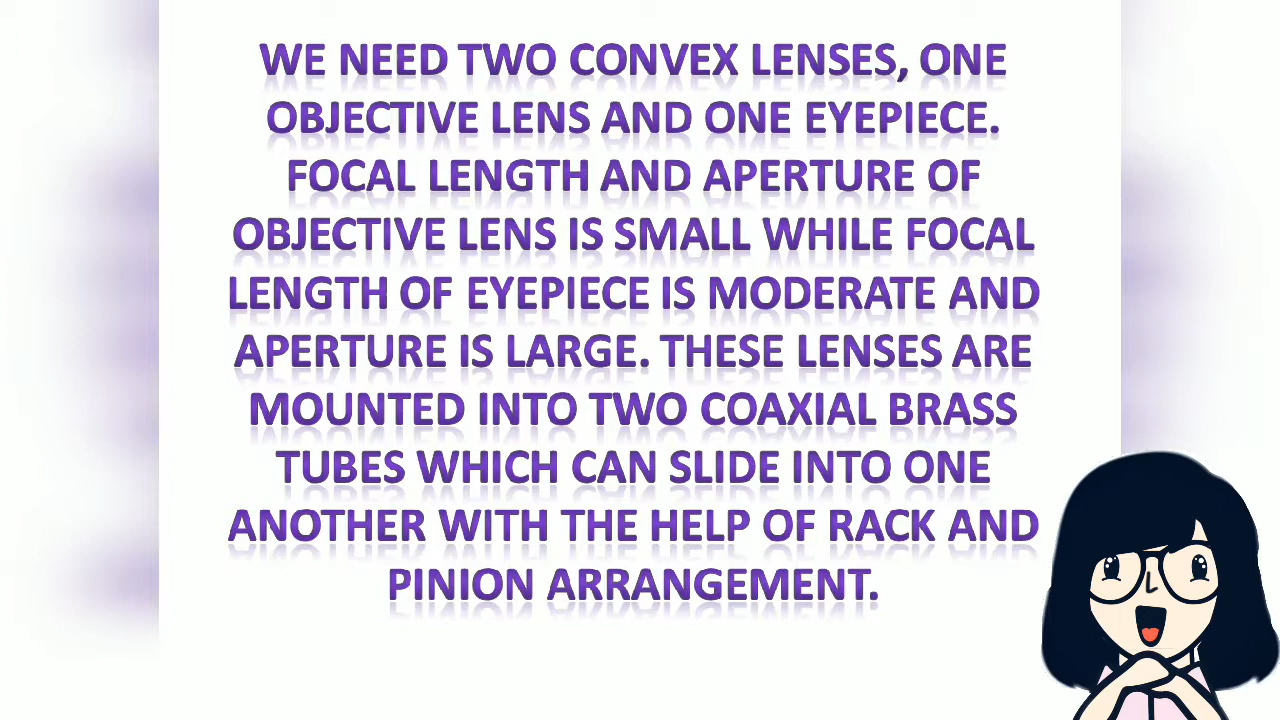 WE NEED TWO CONVEX LENSES, ONE
OBJECTIVE LENS AND ONE EYEPIECE.
FOCAL LENGTH AND APERTURE OF
OBJECTIVE LENS IS SMALL WHILE FOCAL
LENGTH OF EYEPIECE IS MODERATE AND
APERTURE IS LARGE. THESE LENSES ARE
MOUNTED INTO TWO COAXIAL BRASS
TUBES WHICH CAN SLIDE INTO ONE
ANOTHER WITH THE HELP OF RACK AND
PINION ARRANGEMENT.